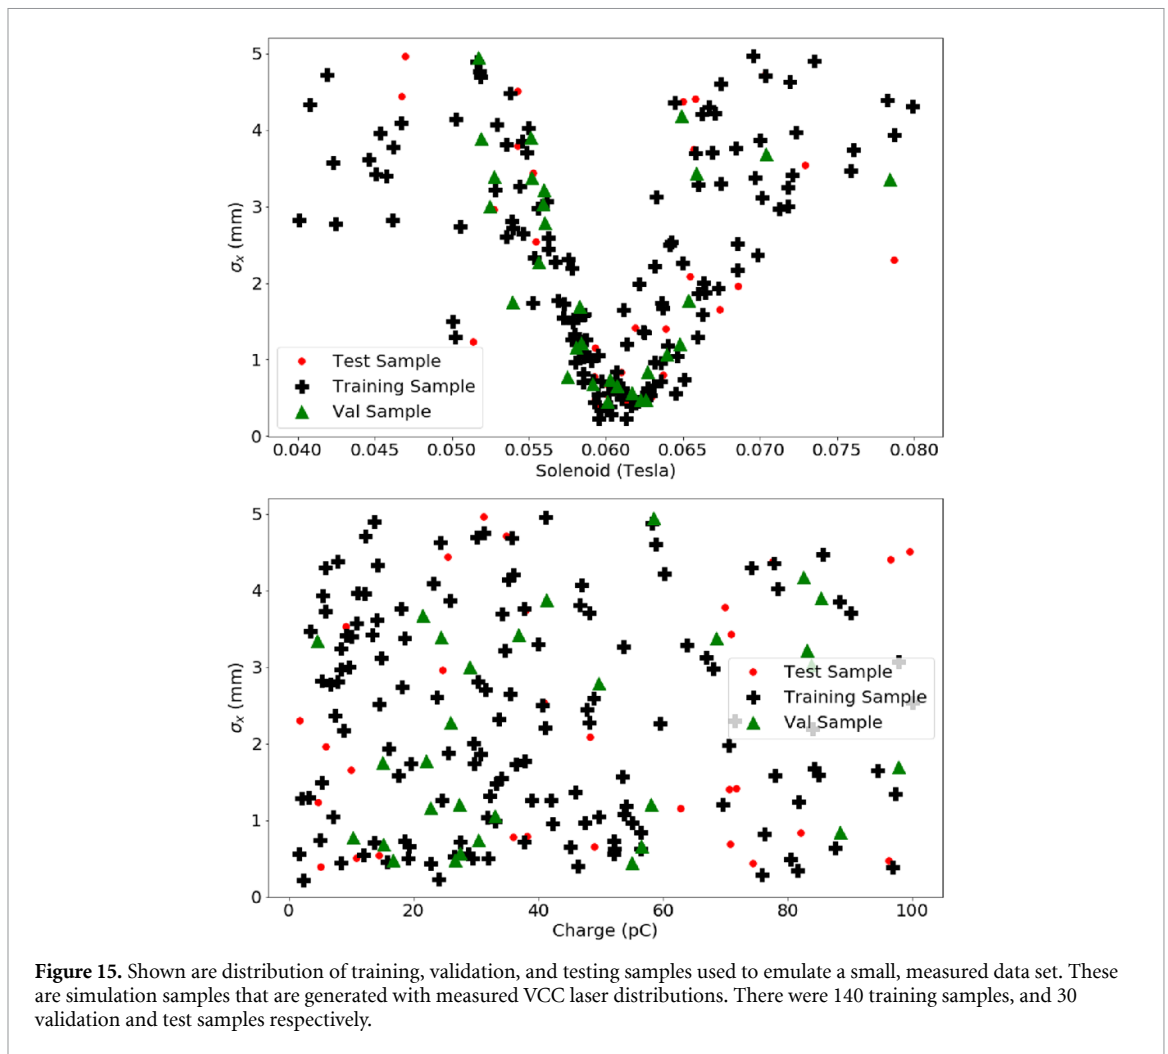 5
4
3
2
1
0
σx (mm)
Test Sample
Training Sample
Val Sample
0.040 0.045 0.050 0.055 0.060 0.065 0.070 0.075 0.080
Solenoid (Tesla)
5
4
3
2
1
0
σx (mm)
Test Sample
Training Sample
Val Sample
0 20 40 60 80 100
Charge (pC)
Figure 15. Shown are distribution of training, validation, and testing samples used to emulate a small, measured data set. These
are simulation samples that are generated with measured VCC laser distributions. There were 140 training samples, and 30
validation and test samples respectively.